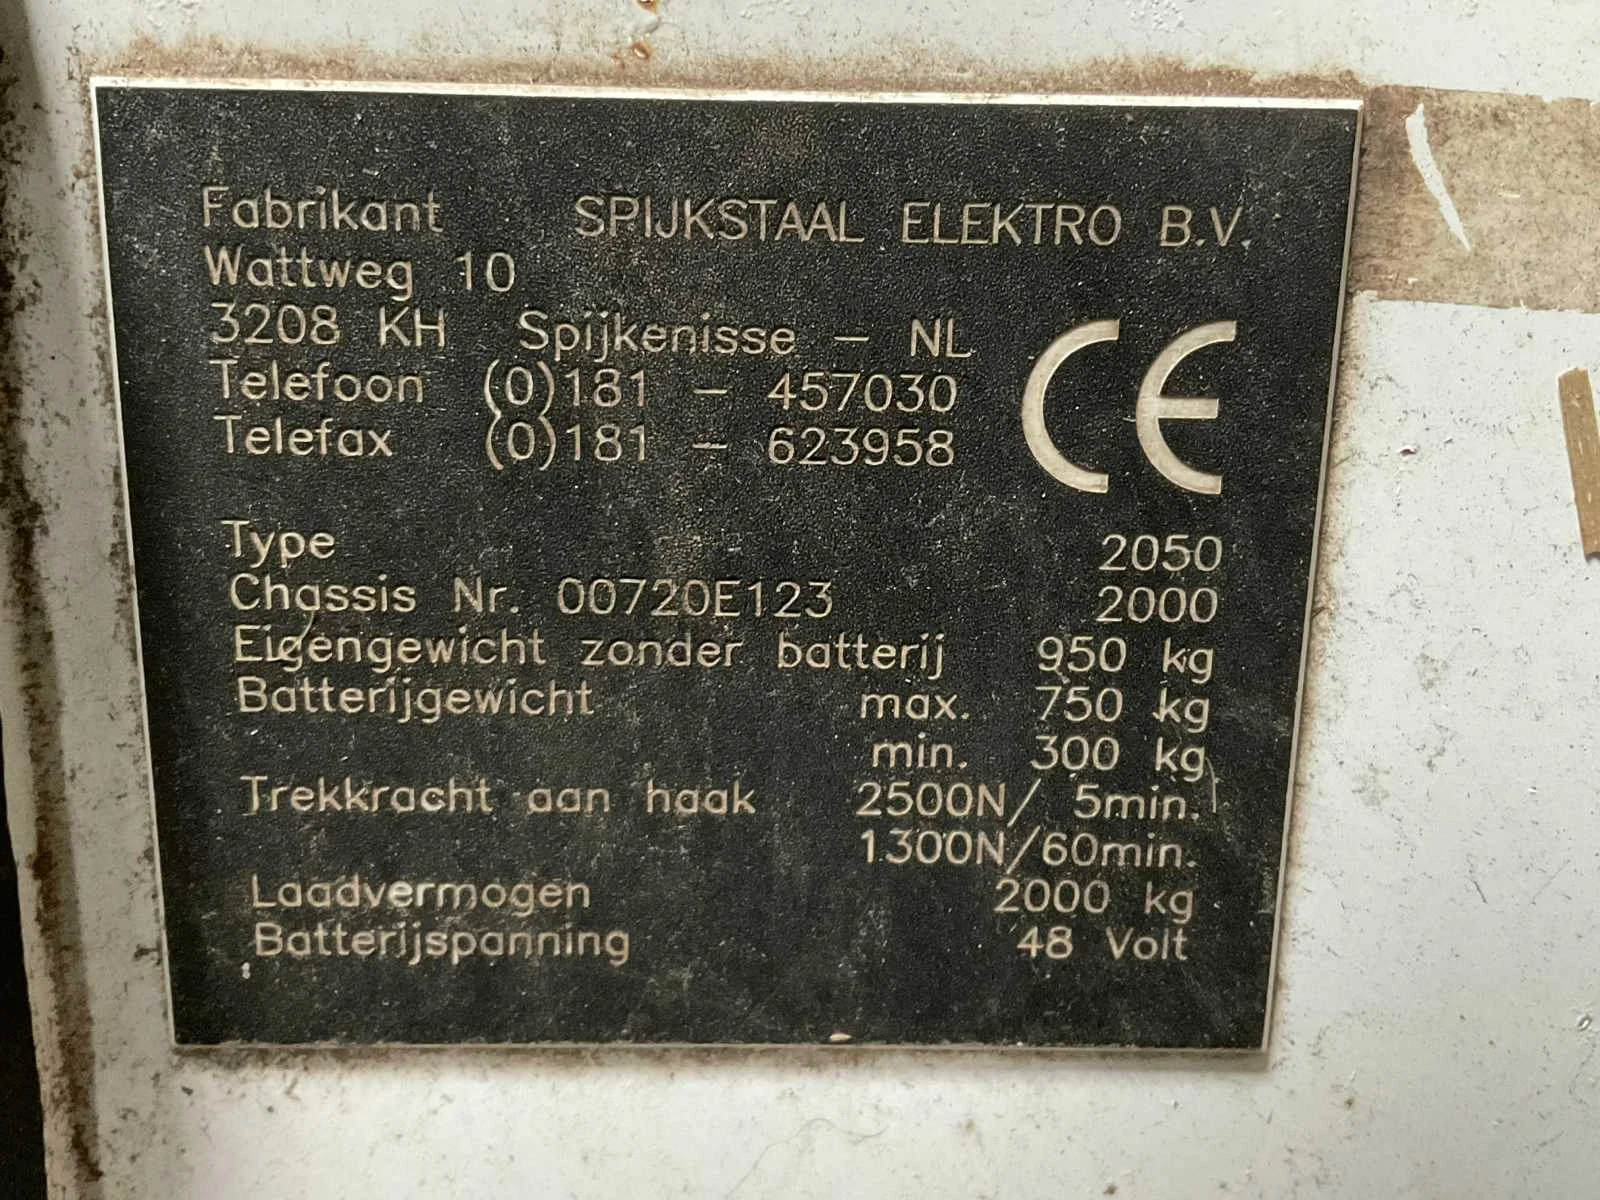 Fabrikant SPIJKSTAAL ELEKTRO B.V.
Wattweg 10
3208 KH Spijkenisse - NL
Telefoon (0)181 - 457030
Telefax (0)181 - 623958
CE
Type 2050
Chassis Nr. 00720E123 2000
Eigengewicht zonder batterij 950 kg
Batterijgewicht max. 750 kg
min. 300 kg
Trekkracht aan haak 2500N/ 5min.
1300N/60min.
Laadvermogen 2000 kg
Batterijspanning 48 Volt